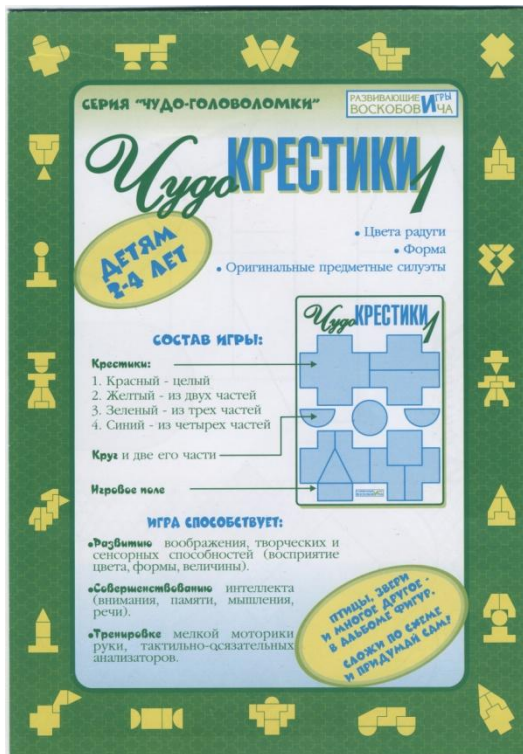 СЕРИЯ "ЧУДО-ГОЛОВОЛОМКИ"
РАЗВИВАЮЩИЕ ИГРЫ
ВОСКОБОВИЧА
Чудо КРЕСТИКИ 1
ДЕТЯМ
2-4 ЛЕТ
• Цвета радуги
• Форма
• Оригинальные предметные силуэты
СОСТАВ ИГРЫ:
Крестики:
1. Красный - целый
2. Желтый - из двух частей
3. Зеленый - из трех частей
4. Синий - из четырех частей
Круг и две его части
Игровое поле
Чудо КРЕСТИКИ 1
ИГРА СПОСОБСТВУЕТ:
•Развитию воображения, творческих и
сенсорных способностей (восприятие
цвета, формы, величины).
•Совершенствованию интеллекта
(внимания, памяти, мышления,
речи).
•Тренировке мелкой моторики
руки, тактильно-осязательных
анализаторов.
ПТИЦЫ, ЗВЕРИ
И МНОГОЕ ДРУГОЕ -
В АЛЬБОМЕ ФИГУР.
СЛОЖИ ПО СХЕМЕ
И ПРИДУМАЙ САМ!